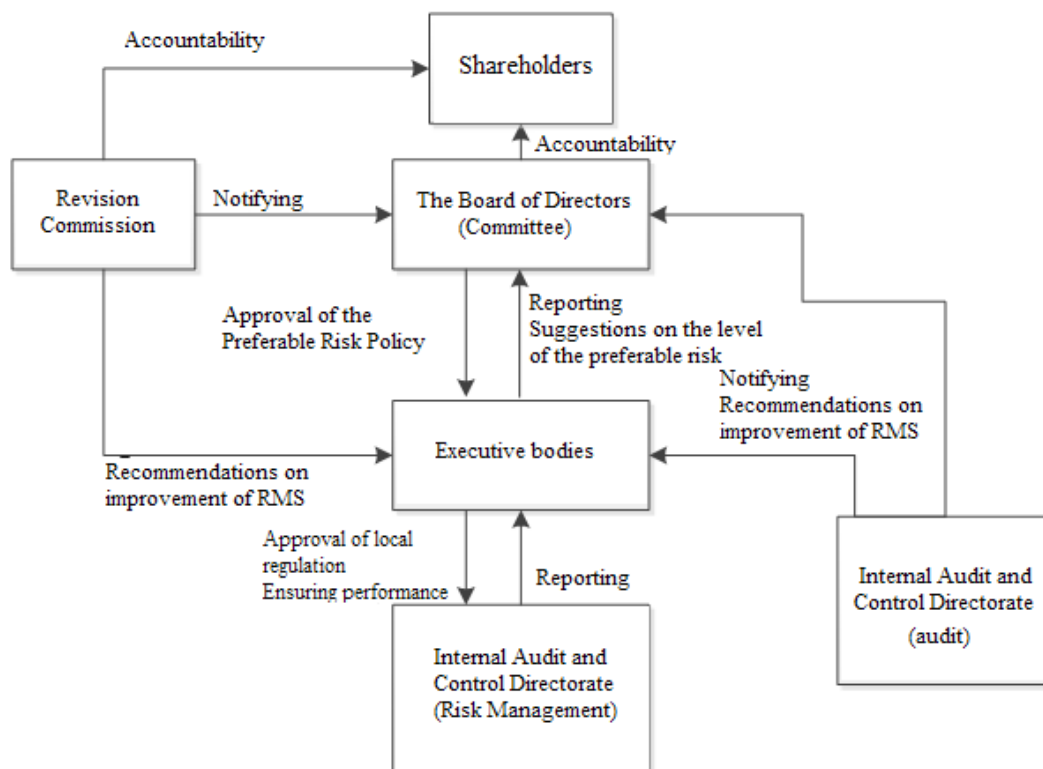 Accountability
Shareholders
Accountability
Revision
Commission
Notifying
The Board of Directors
(Committee)
Approval of the
Preferable Risk Policy
Reporting
Suggestions on the level
of the preferable risk
Notifying
Recommendations on
improvement of RMS
Executive bodies
Recommendations on
improvement of RMS
Approval of local
regulation
Ensuring performance
Reporting
Internal Audit and
Control Directorate
(audit)
Internal Audit and
Control Directorate
(Risk Management)